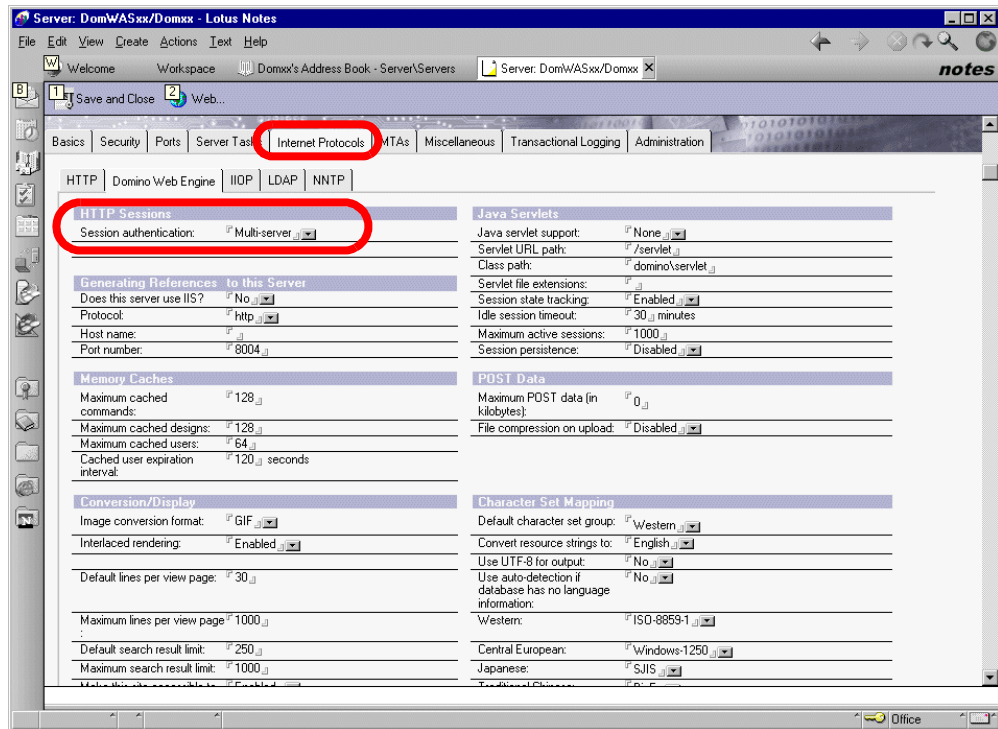 Server: DomWASxx/Domxx - Lotus Notes
File Edit View Create Actions Text Help
W Welcome Workspace Domxx's Address Book - Server\Servers Server: DomWASxx/Domxx notes
B 1 Save and Close 2 Web...
Basics Security Ports Server Tasks Internet Protocols MTAs Miscellaneous Transactional Logging Administration
HTTP Domino Web Engine IIOP LDAP NNTP
HTTP Sessions
Session authentication: Multi-server
Generating References to this Server
Does this server use IIS? No
Protocol: http
Host name:
Port number: 8004
Memory Caches
Maximum cached commands: 128
Maximum cached designs: 128
Maximum cached users: 64
Cached user expiration interval: 120 seconds
Conversion/Display
Image conversion format: GIF
Interlaced rendering: Enabled
Default lines per view page: 30
Maximum lines per view page : 1000
Default search result limit: 250
Maximum search result limit: 1000
Java Servlets
Java servlet support: None
Servlet URL path: /servlet
Class path: domino\servlet
Servlet file extensions:
Session state tracking: Enabled
Idle session timeout: 30 minutes
Maximum active sessions: 1000
Session persistence: Disabled
POST Data
Maximum POST data (in kilobytes): 0
File compression on upload: Disabled
Character Set Mapping
Default character set group: Western
Convert resource strings to: English
Use UTF-8 for output: No
Use auto-detection if database has no language information: No
Western: ISO-8859-1
Central European: Windows-1250
Japanese: SJIS
Office